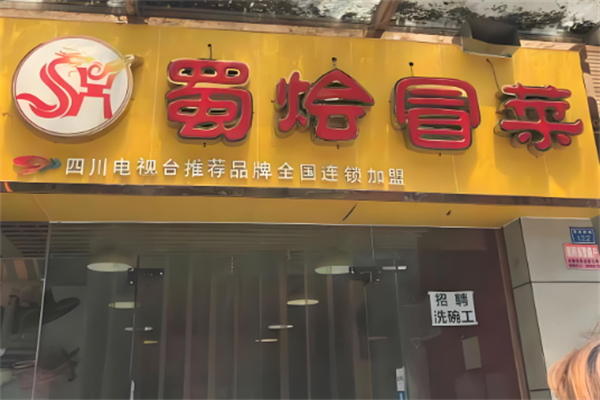 蜀烩冒菜
四川电视台推荐品牌全国连锁加盟
招聘
洗碗工